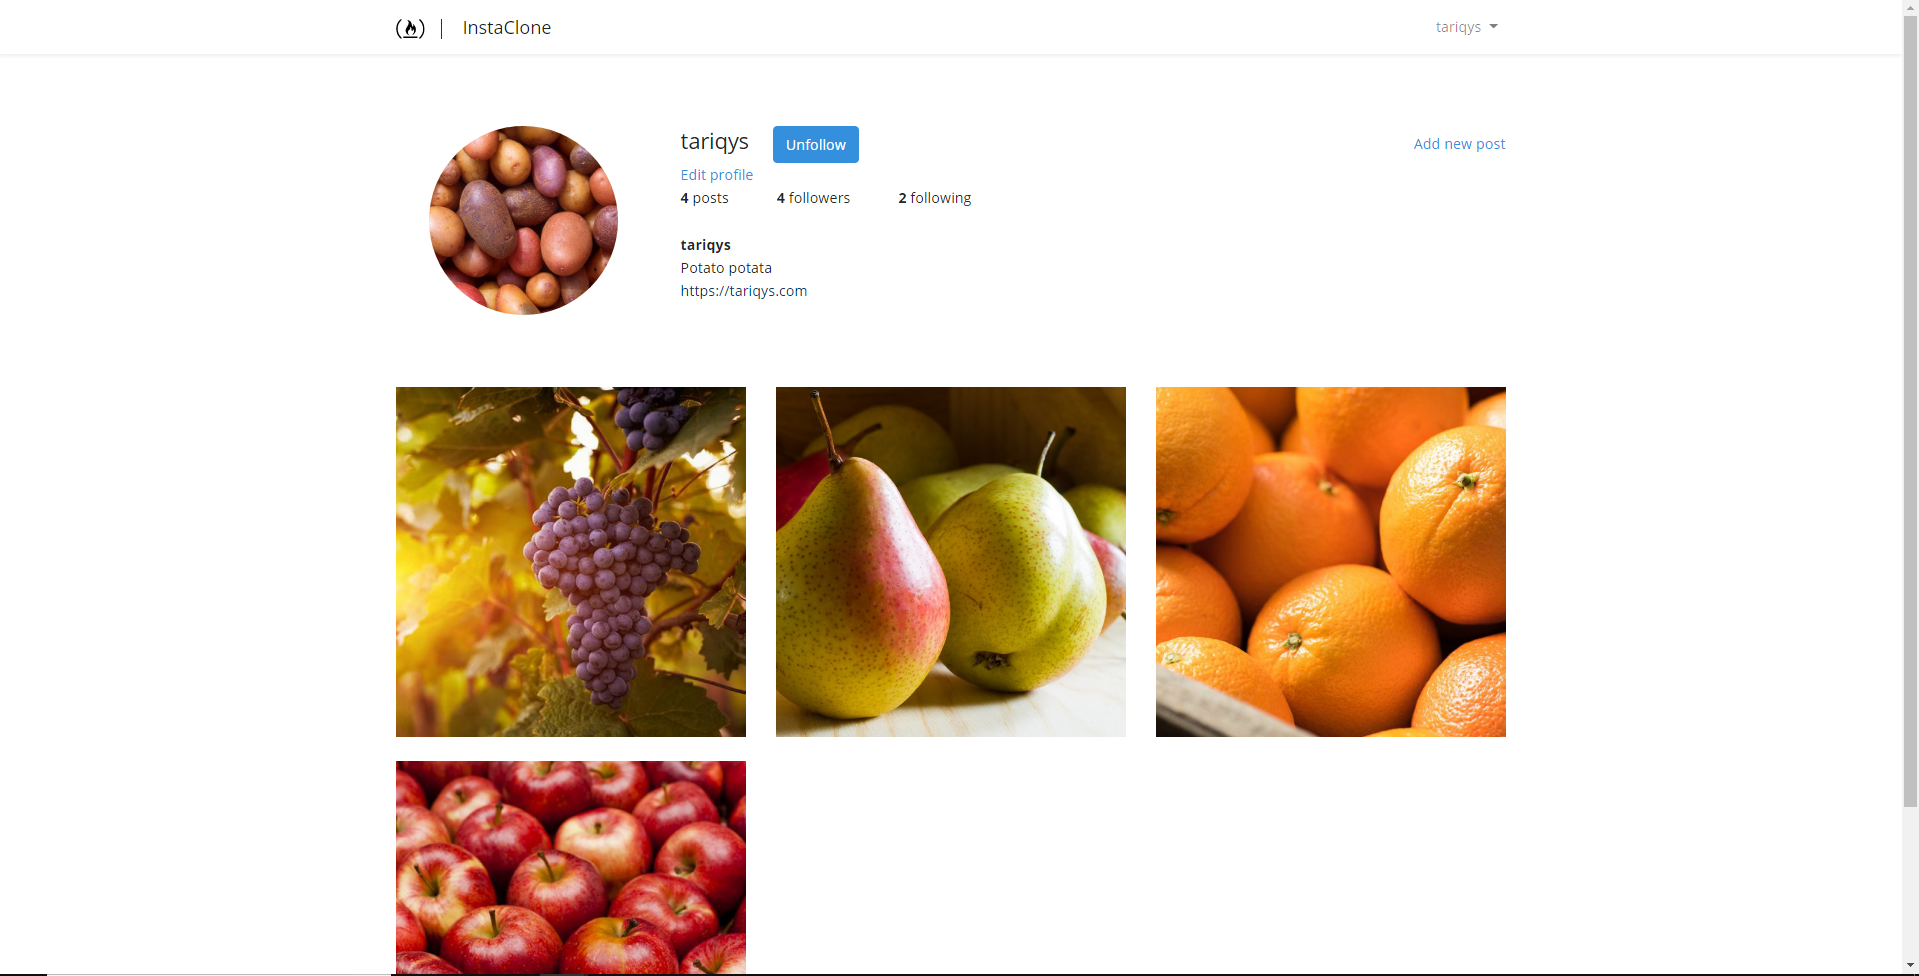 InstaClone
tariqys
tariqys Unfollow Add new post
Edit profile
4 posts 4 followers 2 following
tariqys
Potato potata
https://tariqys.com